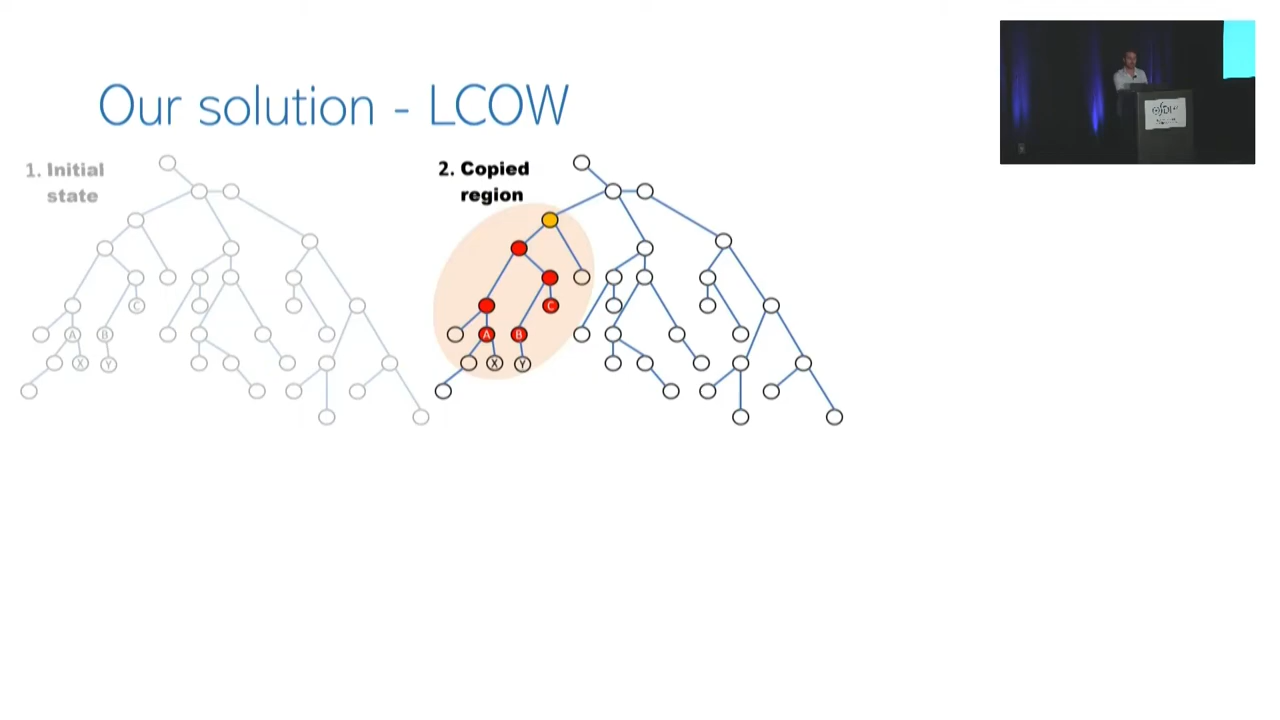 Our solution - LCOW
1. Initial
state
2. Copied
region
C
A
B
X
Y
C
A
B
X
Y